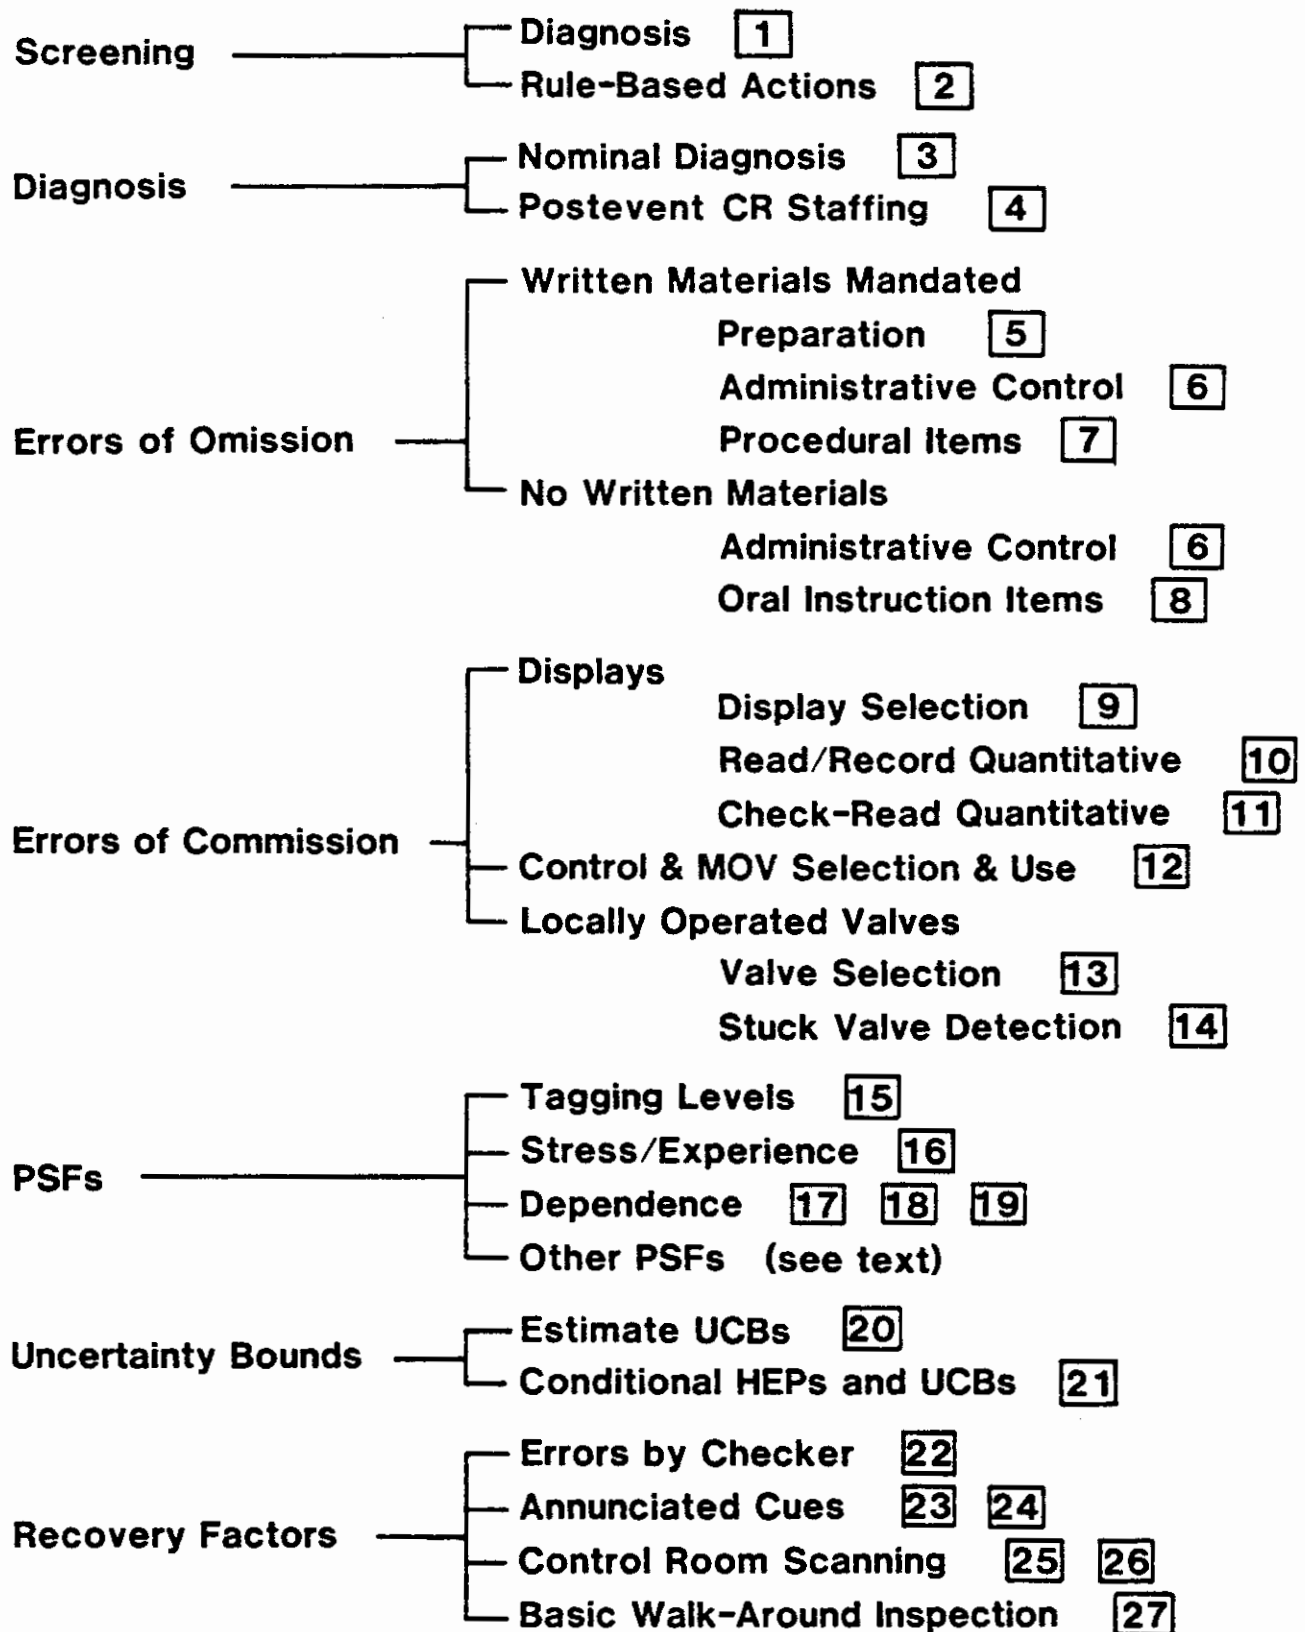 Screening
Diagnosis 1
Rule-Based Actions 2
Diagnosis
Nominal Diagnosis 3
Postevent CR Staffing 4
Errors of Omission
Written Materials Mandated
Preparation 5
Administrative Control 6
Procedural Items 7
No Written Materials
Administrative Control 6
Oral Instruction Items 8
Errors of Commission
Displays
Display Selection 9
Read/Record Quantitative 10
Check-Read Quantitative 11
Control & MOV Selection & Use 12
Locally Operated Valves
Valve Selection 13
Stuck Valve Detection 14
PSFs
Tagging Levels 15
Stress/Experience 16
Dependence 17 18 19
Other PSFs (see text)
Uncertainty Bounds
Estimate UCBs 20
Conditional HEPs and UCBs 21
Recovery Factors
Errors by Checker 22
Annunciated Cues 23 24
Control Room Scanning 25 26
Basic Walk-Around Inspection 27